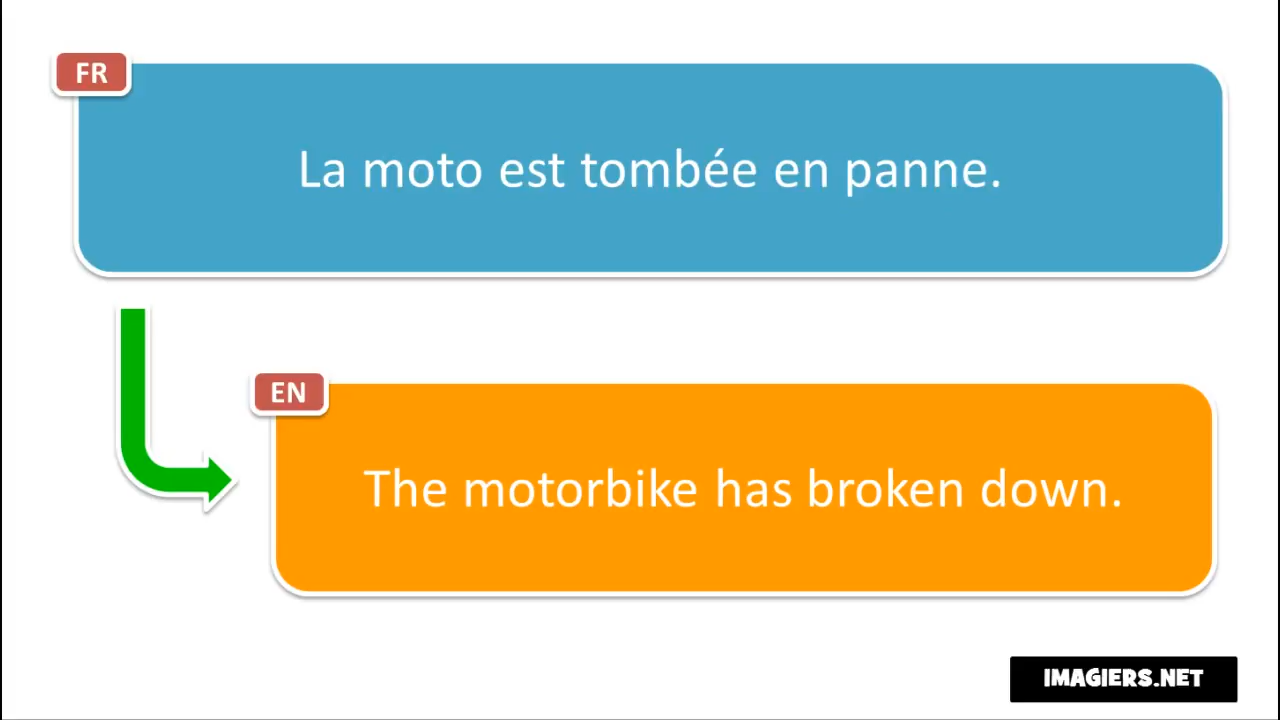 FR
La moto est tombée en panne.
EN
The motorbike has broken down.
IMAGIERS.NET